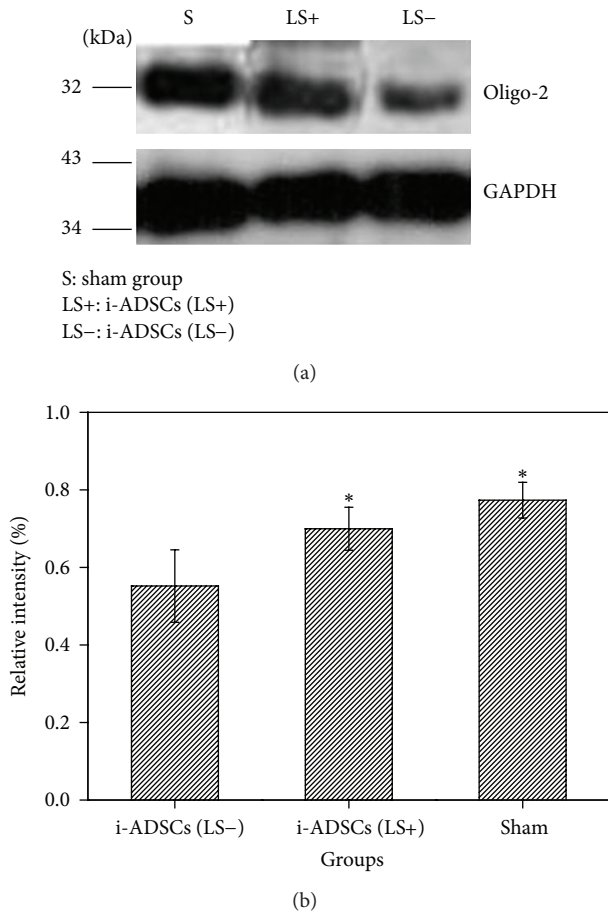 S LS+ LS−
(kDa)
32 Oligo-2
43
GAPDH
34
S: sham group
LS+: i-ADSCs (LS+)
LS−: i-ADSCs (LS−)
(a)
1.0
0.8
0.6
0.4
0.2
0.0
Relative intensity (%)
* *
i-ADSCs (LS−) i-ADSCs (LS+) Sham
Groups
(b)